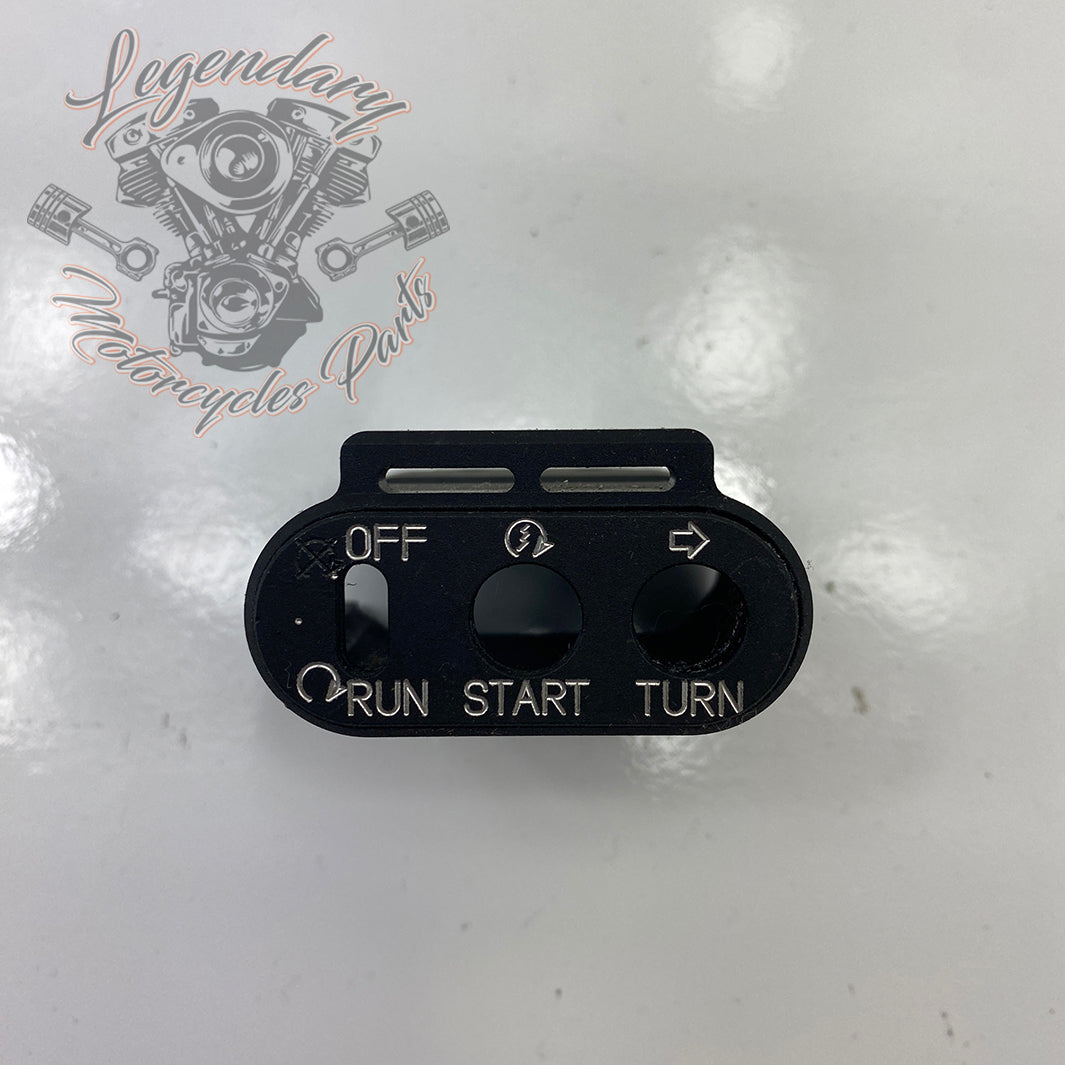 Legendary
Motorcycles Parts
OFF
RUN START TURN